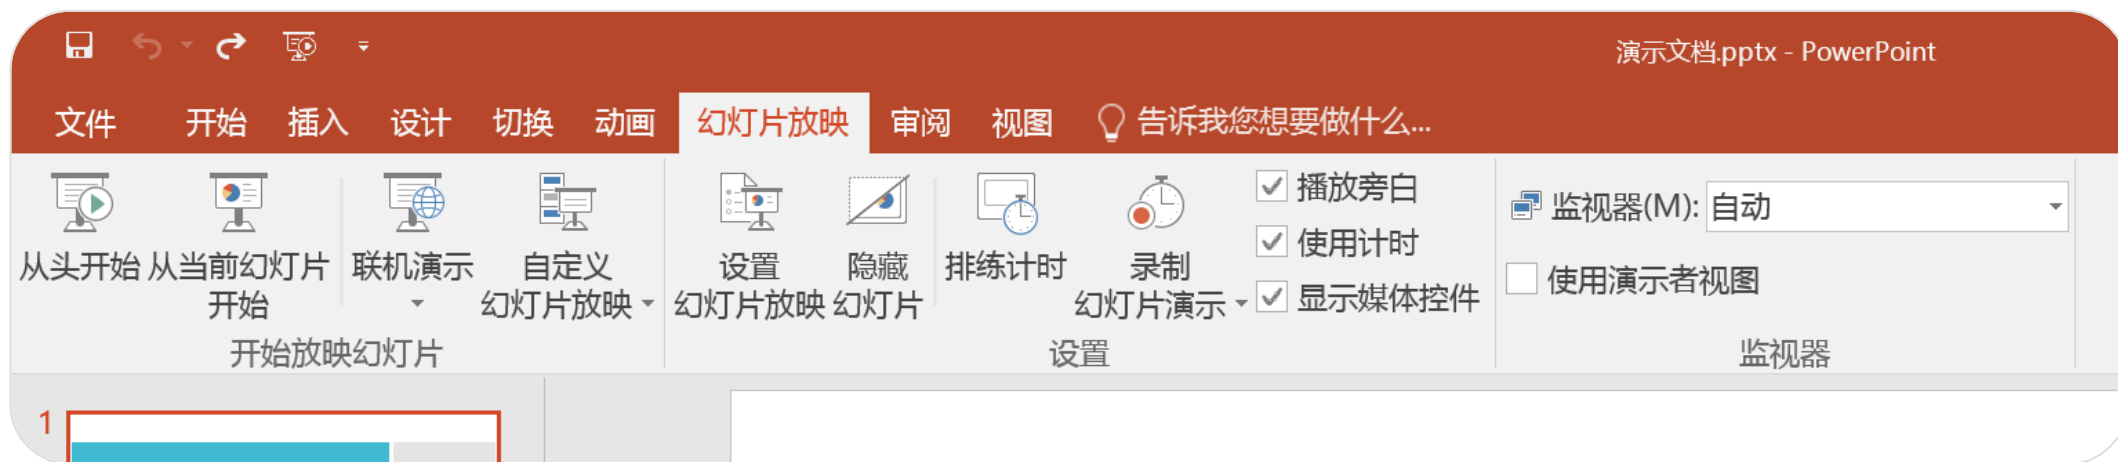 演示文档.pptx - PowerPoint
文件 开始 插入 设计 切换 动画 幻灯片放映 审阅 视图 告诉我您想要做什么...
从头开始
从当前幻灯片
开始
联机演示
自定义
幻灯片放映
开始放映幻灯片
设置
幻灯片放映
隐藏
幻灯片
排练计时
录制
幻灯片演示
播放旁白
使用计时
显示媒体控件
设置
监视器(M): 自动
使用演示者视图
监视器
1